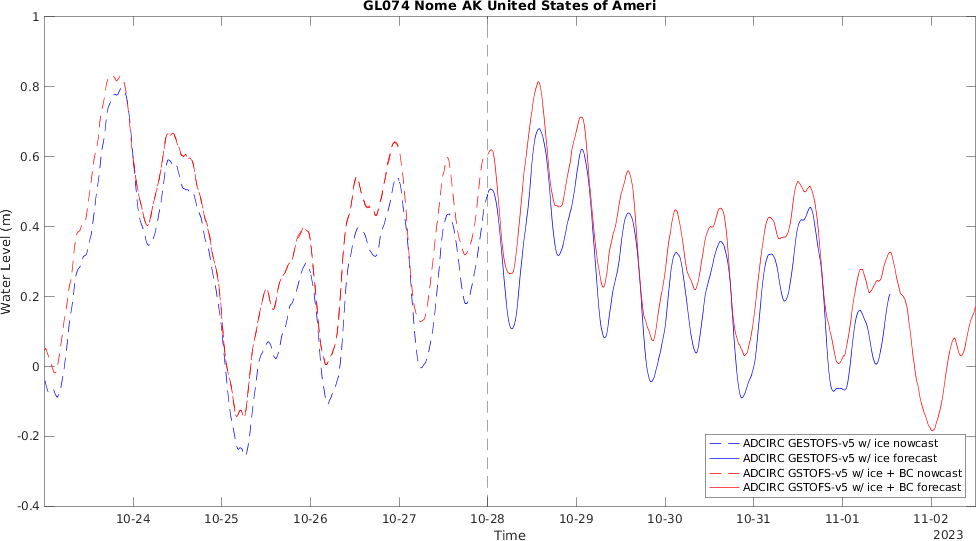 GL074 Nome AK United States of Ameri
1
0.8
0.6
0.4
0.2
0
-0.2
-0.4
Water Level (m)
10-24 10-25 10-26 10-27 10-28 10-29 10-30 10-31 11-01 11-02
Time
2023
ADCIRC GESTOFS-v5 w/ ice nowcast
ADCIRC GESTOFS-v5 w/ ice forecast
ADCIRC GSTOFS-v5 w/ ice + BC nowcast
ADCIRC GSTOFS-v5 w/ ice + BC forecast